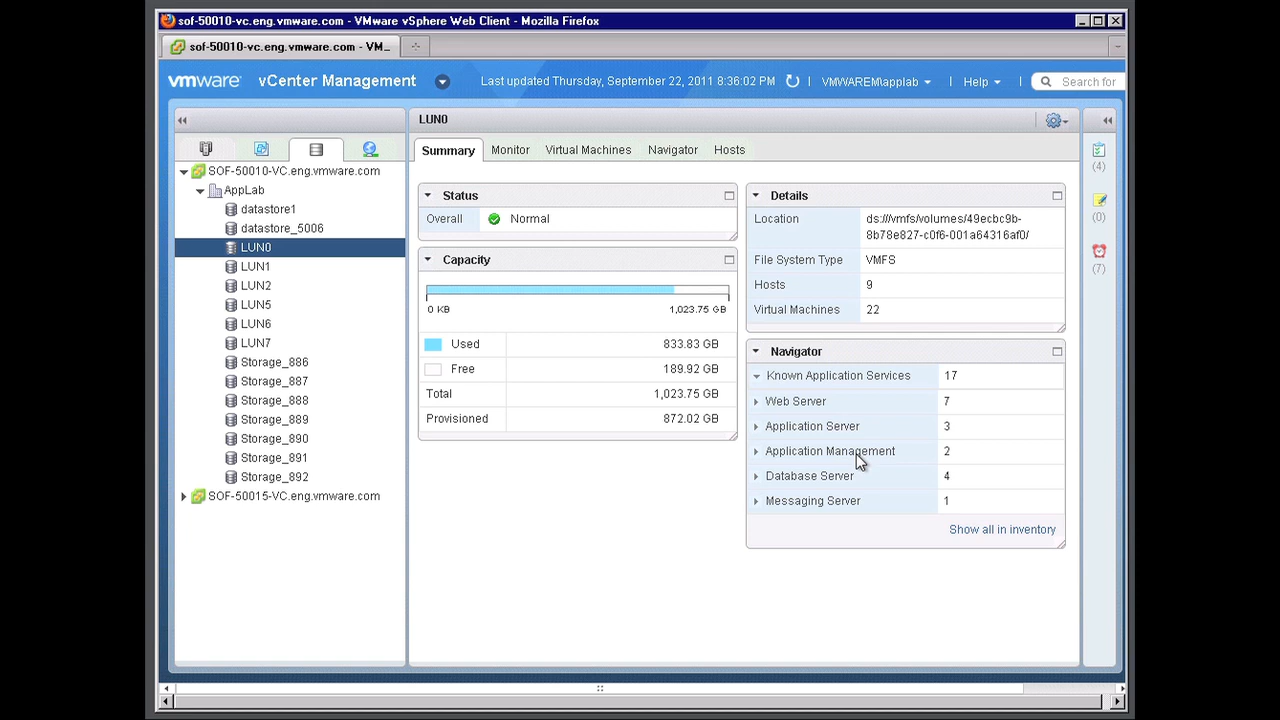 sof-50010-vc.eng.vmware.com - VMware vSphere Web Client - Mozilla Firefox
sof-50010-vc.eng.vmware.com - VM...
vmware vCenter Management Last updated Thursday, September 22, 2011 8:36:02 PM VMWAREM\applab Help Search for
SOF-50010-VC.eng.vmware.com
AppLab
datastore1
datastore_5006
LUN0
LUN1
LUN2
LUN5
LUN6
LUN7
Storage_886
Storage_887
Storage_888
Storage_889
Storage_890
Storage_891
Storage_892
SOF-50015-VC.eng.vmware.com
LUN0
Summary Monitor Virtual Machines Navigator Hosts
Status
Overall Normal
Capacity
0 KB 1,023.75 GB
Used 833.83 GB
Free 189.92 GB
Total 1,023.75 GB
Provisioned 872.02 GB
Details
Location ds:///vmfs/volumes/49ecbc9b-
8b78e827-c0f6-001a64316af0/
File System Type VMFS
Hosts 9
Virtual Machines 22
Navigator
Known Application Services 17
Web Server 7
Application Server 3
Application Management 2
Database Server 4
Messaging Server 1
Show all in inventory
(4)
(0)
(7)